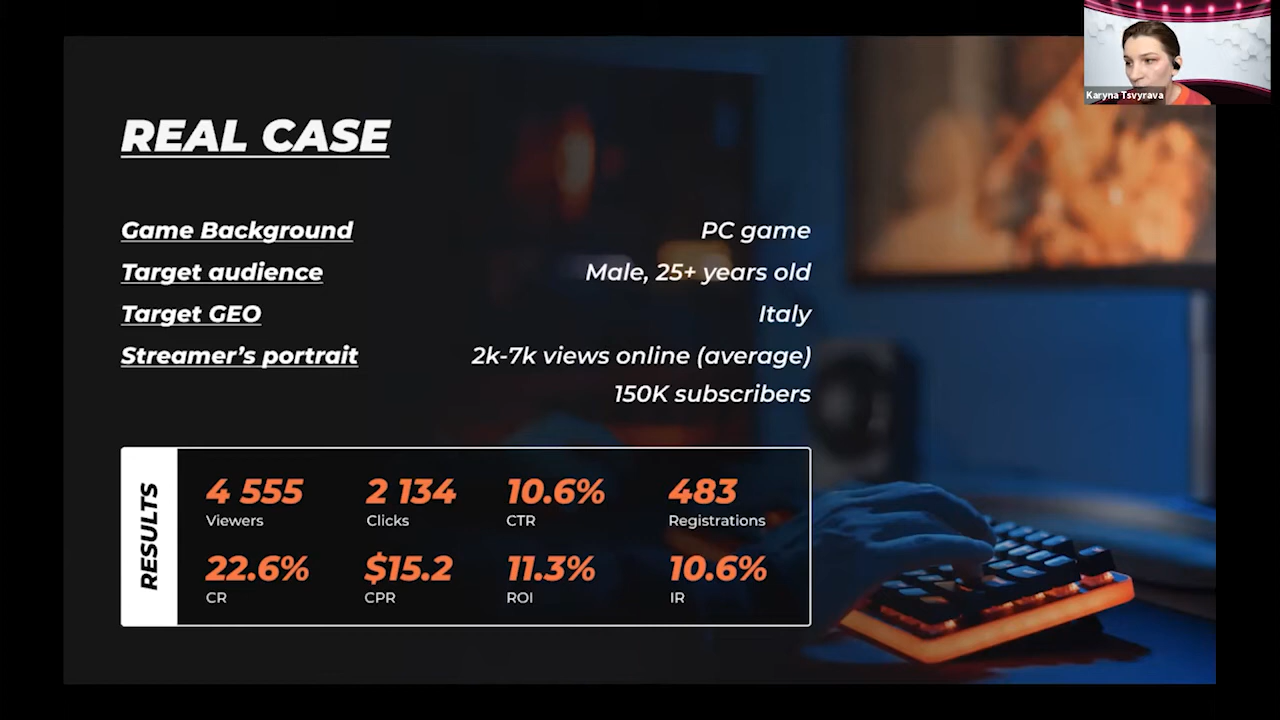 Karyna Tsvyrava
REAL CASE
Game Background PC game
Target audience Male, 25+ years old
Target GEO Italy
Streamer’s portrait 2k-7k views online (average)
150K subscribers
RESULTS
4 555 2 134 10.6% 483
Viewers Clicks CTR Registrations
22.6% $15.2 11.3% 10.6%
CR CPR ROI IR